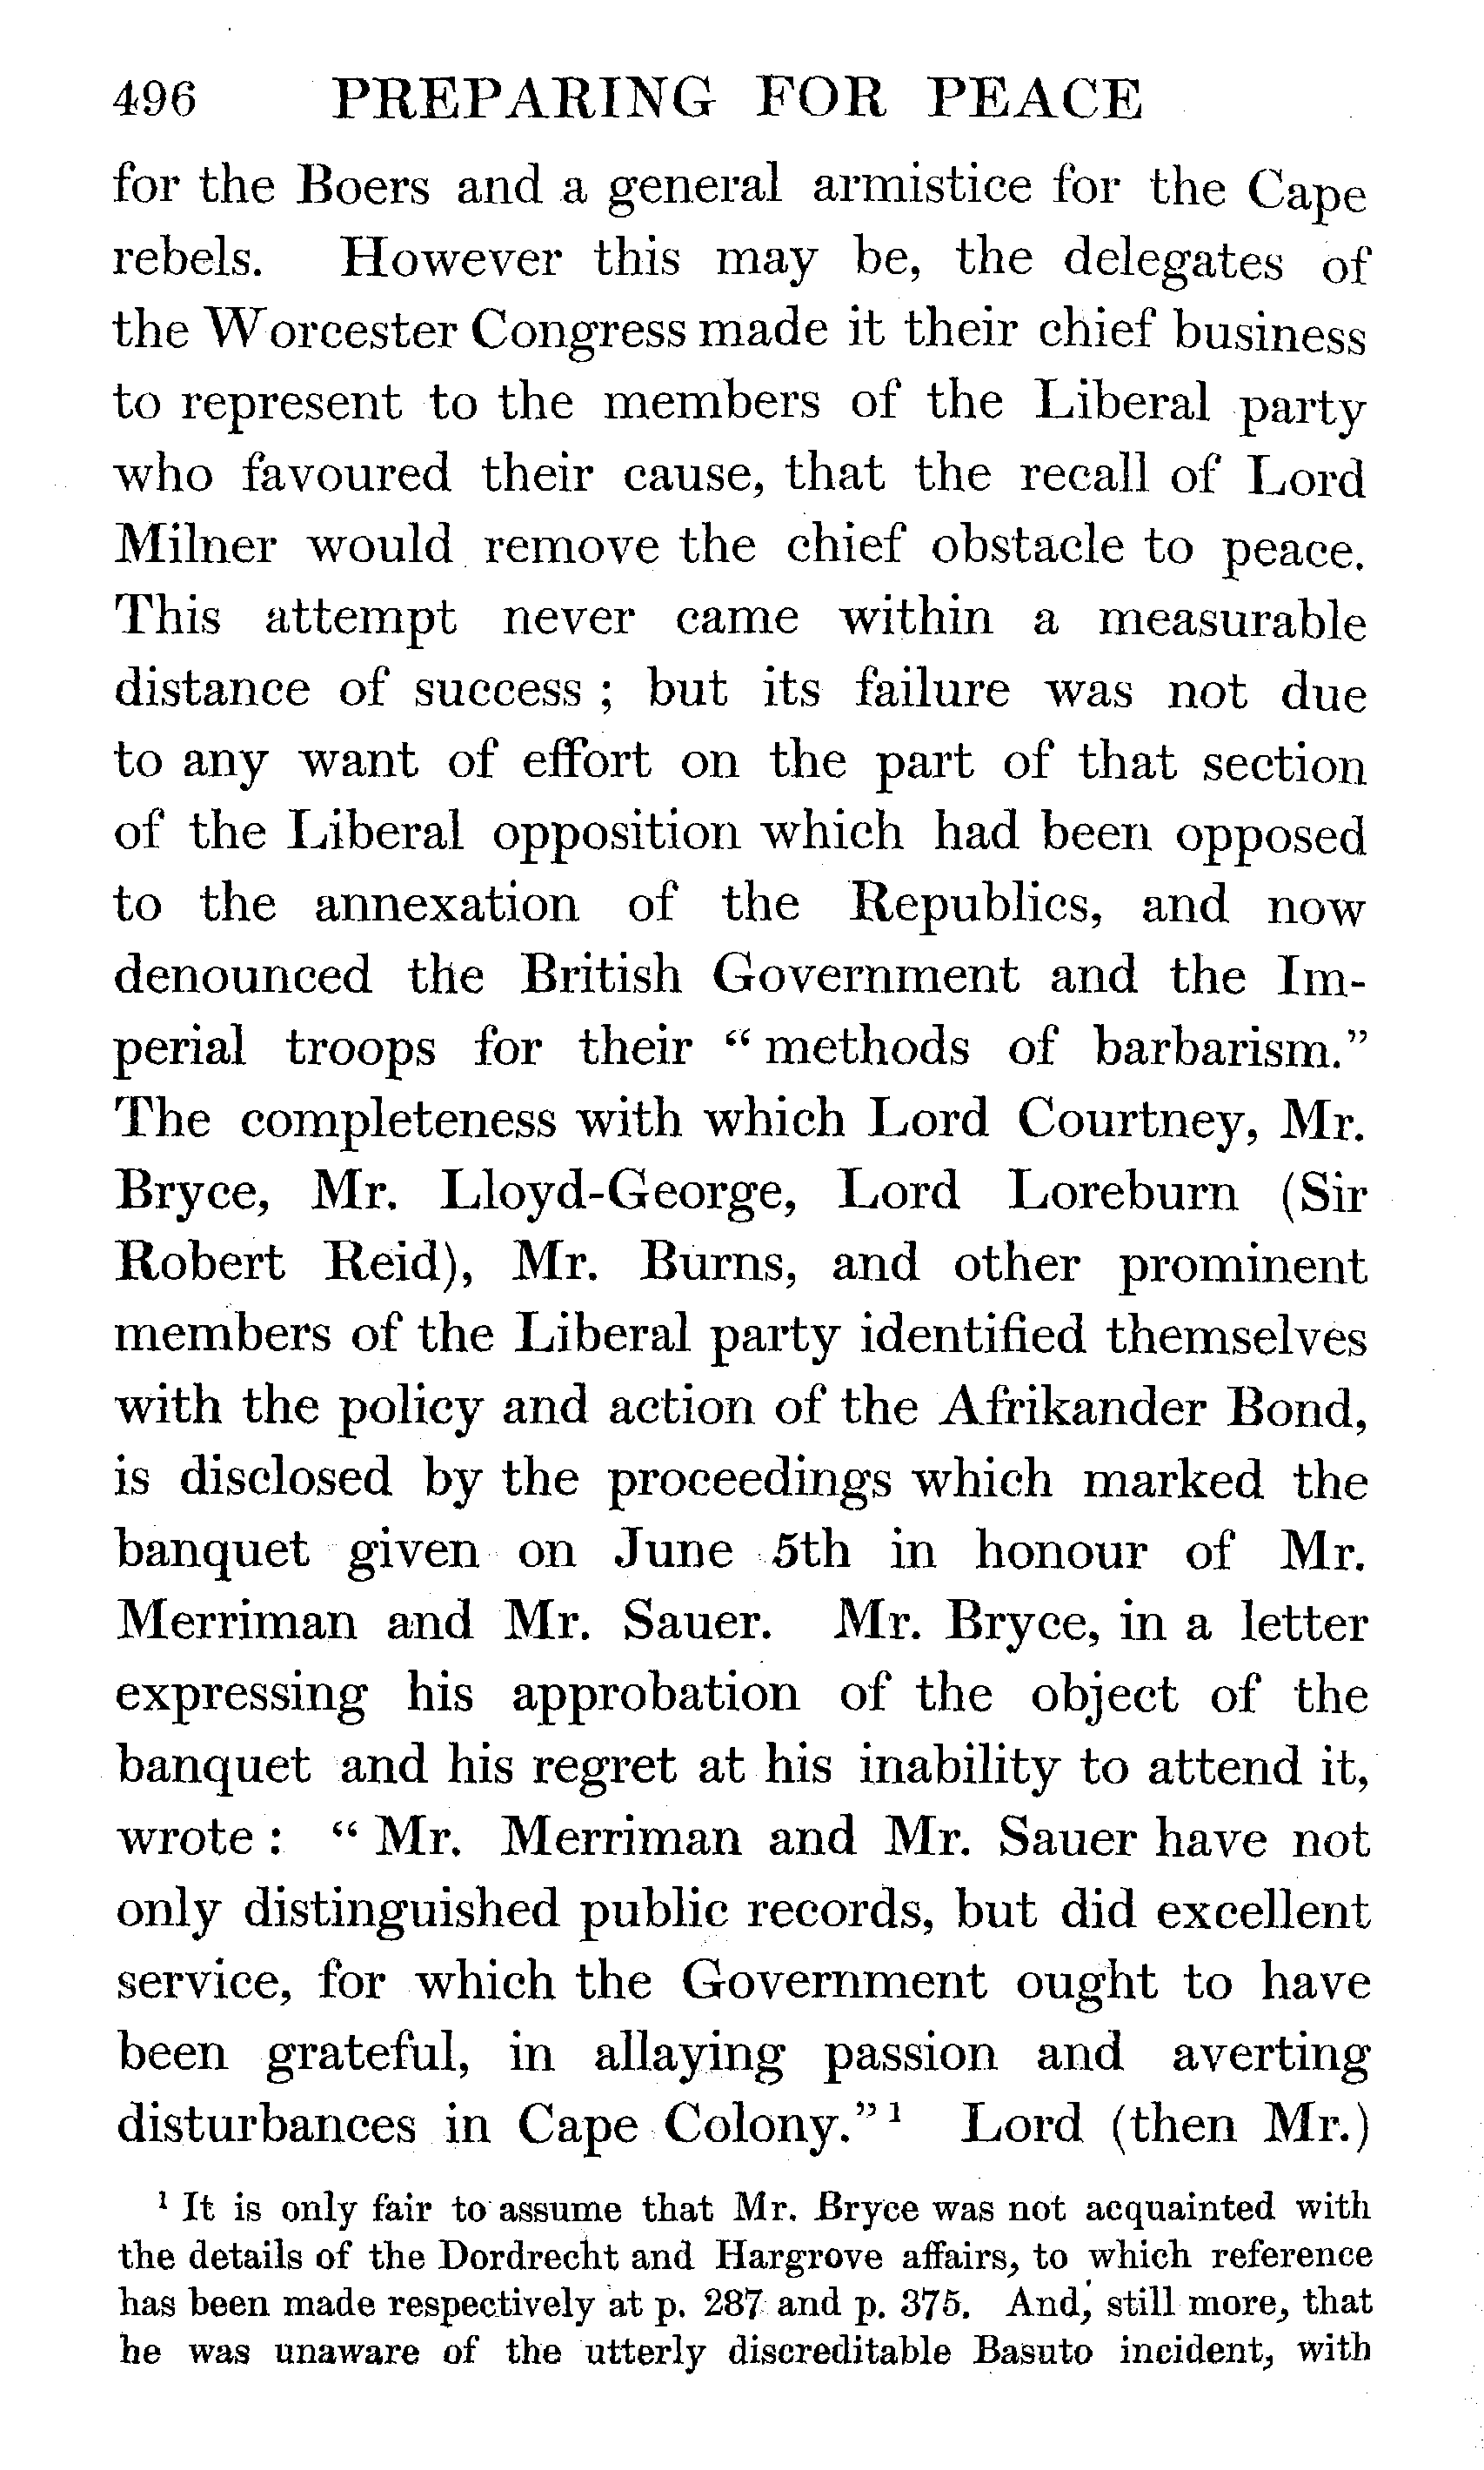 496 PREPARING FOR PEACE
for the Boers and a general armistice for the Cape
rebels. However this may be, the delegates of
the Worcester Congress made it their chief business
to represent to the members of the Liberal party
who favoured their cause, that the recall of Lord
Milner would remove the chief obstacle to peace.
This attempt never came within a measurable
distance of success ; but its failure was not due
to any want of effort on the part of that section
of the Liberal opposition which had been opposed
to the annexation of the Republics, and now
denounced the British Government and the Im-
perial troops for their “ methods of barbarism.”
The completeness with which Lord Courtney, Mr.
Bryce, Mr. Lloyd-George, Lord Loreburn (Sir
Robert Reid), Mr. Burns, and other prominent
members of the Liberal party identified themselves
with the policy and action of the Afrikander Bond,
is disclosed by the proceedings which marked the
banquet given on June 5th in honour of Mr.
Merriman and Mr. Sauer. Mr. Bryce, in a letter
expressing his approbation of the object of the
banquet and his regret at his inability to attend it,
wrote : “ Mr. Merriman and Mr. Sauer have not
only distinguished public records, but did excellent
service, for which the Government ought to have
been grateful, in allaying passion and averting
disturbances in Cape Colony.” ¹ Lord (then Mr.)
¹ It is only fair to assume that Mr. Bryce was not acquainted with
the details of the Dordrecht and Hargrove affairs, to which reference
has been made respectively at p. 287 and p. 375. And, still more, that
he was unaware of the utterly discreditable Basuto incident, with